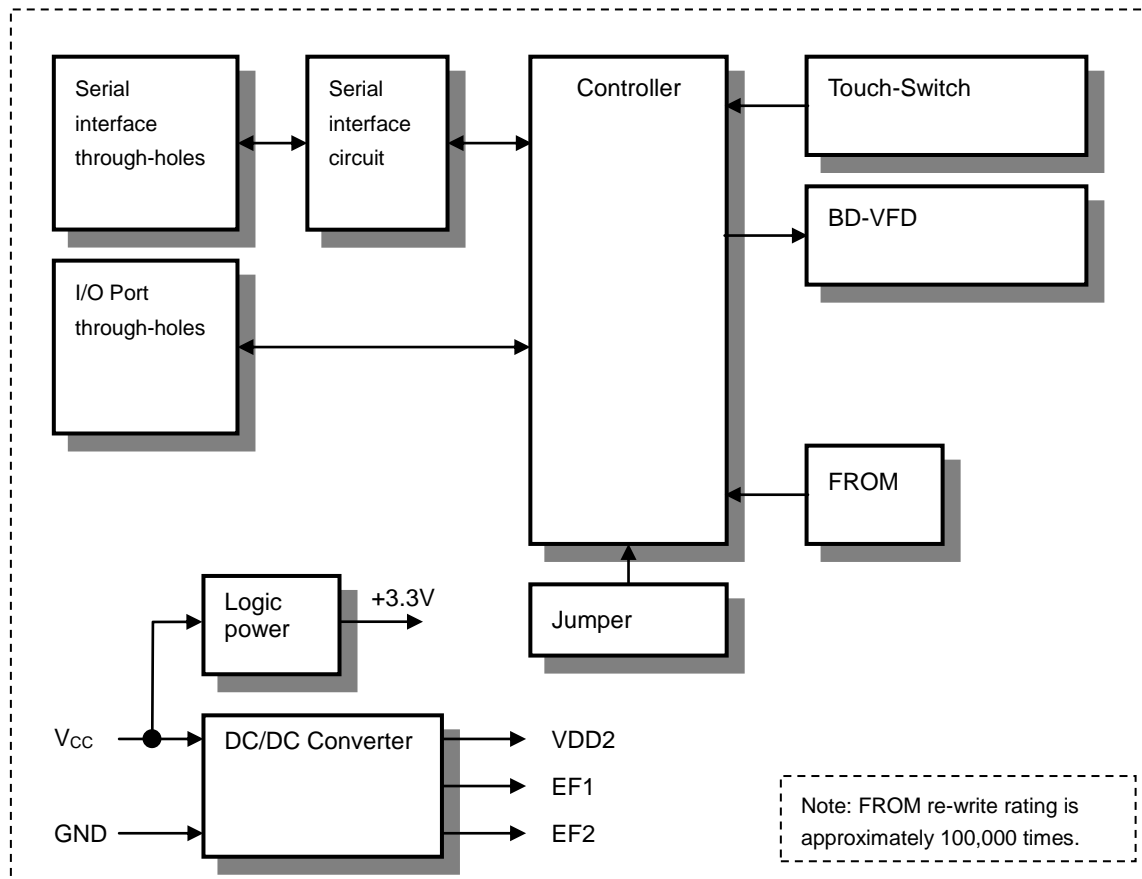 Serial
interface
through-holes
Serial
interface
circuit
Controller
Touch-Switch
BD-VFD
I/O Port
through-holes
FROM
Logic
power
+3.3V
Jumper
VCC
DC/DC Converter
VDD2
EF1
GND
EF2
Note: FROM re-write rating is
approximately 100,000 times.